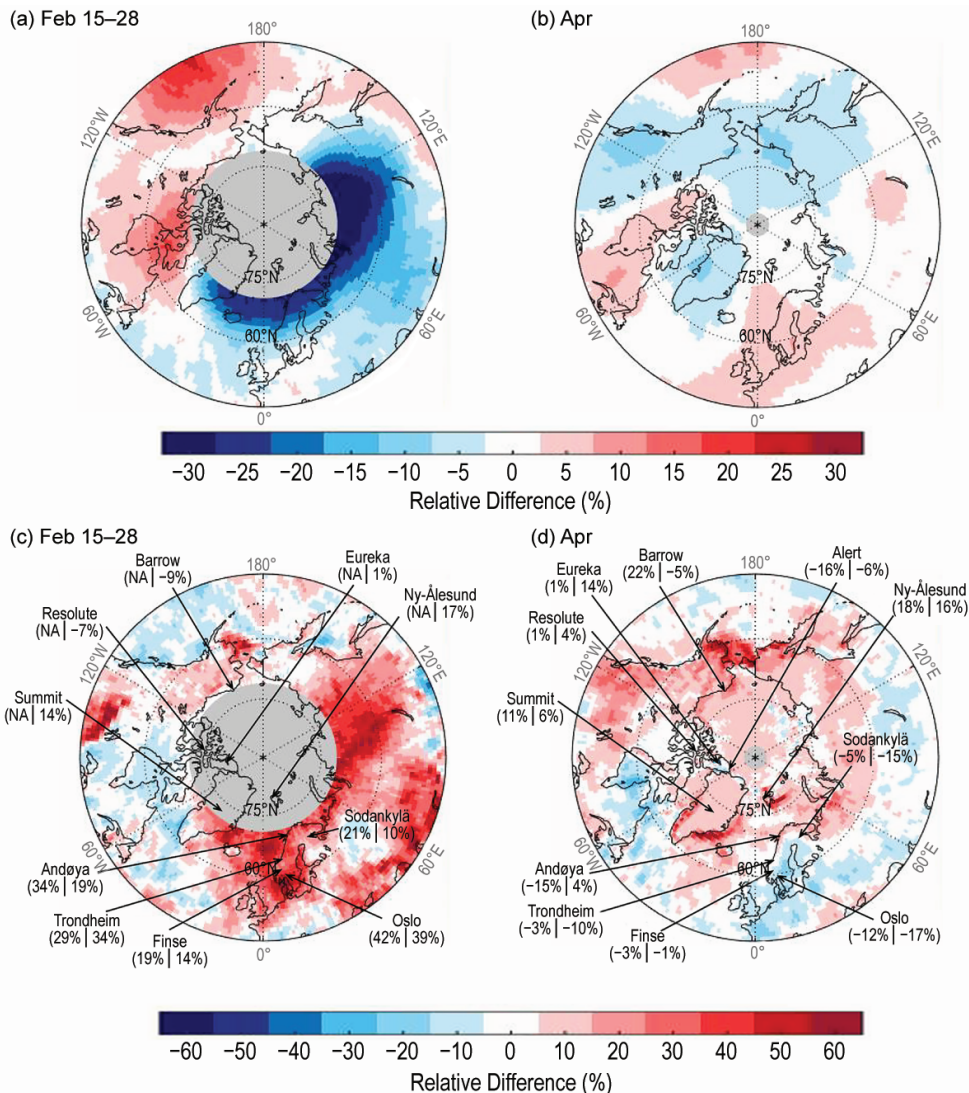 (a) Feb 15–28
(b) Apr
180°
180°
120°W
120°E
120°W
120°E
75°N
75°N
60°N
60°N
60°W
60°E
60°W
60°E
0°
0°
−30 −25 −20 −15 −10 −5 0 5 10 15 20 25 30
Relative Difference (%)
(c) Feb 15–28
(d) Apr
Barrow
(NA | −9%)
180°
Eureka
(NA | 1%)
Ny-Ålesund
(NA | 17%)
Resolute
(NA | −7%)
Summit
(NA | 14%)
120°E
75°N
Sodankylä
(21% | 10%)
60°W
60°N
60°E
Andøya
(34% | 19%)
Trondheim
(29% | 34%)
Finse
(19% | 14%)
0°
Oslo
(42% | 39%)
Eureka
(1% | 14%)
Barrow
(22% | −5%)
180°
Alert
(−16% | −6%)
Ny-Ålesund
(18% | 16%)
Resolute
(1% | 4%)
Summit
(11% | 6%)
120°E
Sodankylä
(−5% | −15%)
75°N
60°W
60°N
60°E
Andøya
(−15% | 4%)
Trondheim
(−3% | −10%)
Finse
(−3% | −1%)
0°
Oslo
(−12% | −17%)
−60 −50 −40 −30 −20 −10 0 10 20 30 40 50 60
Relative Difference (%)